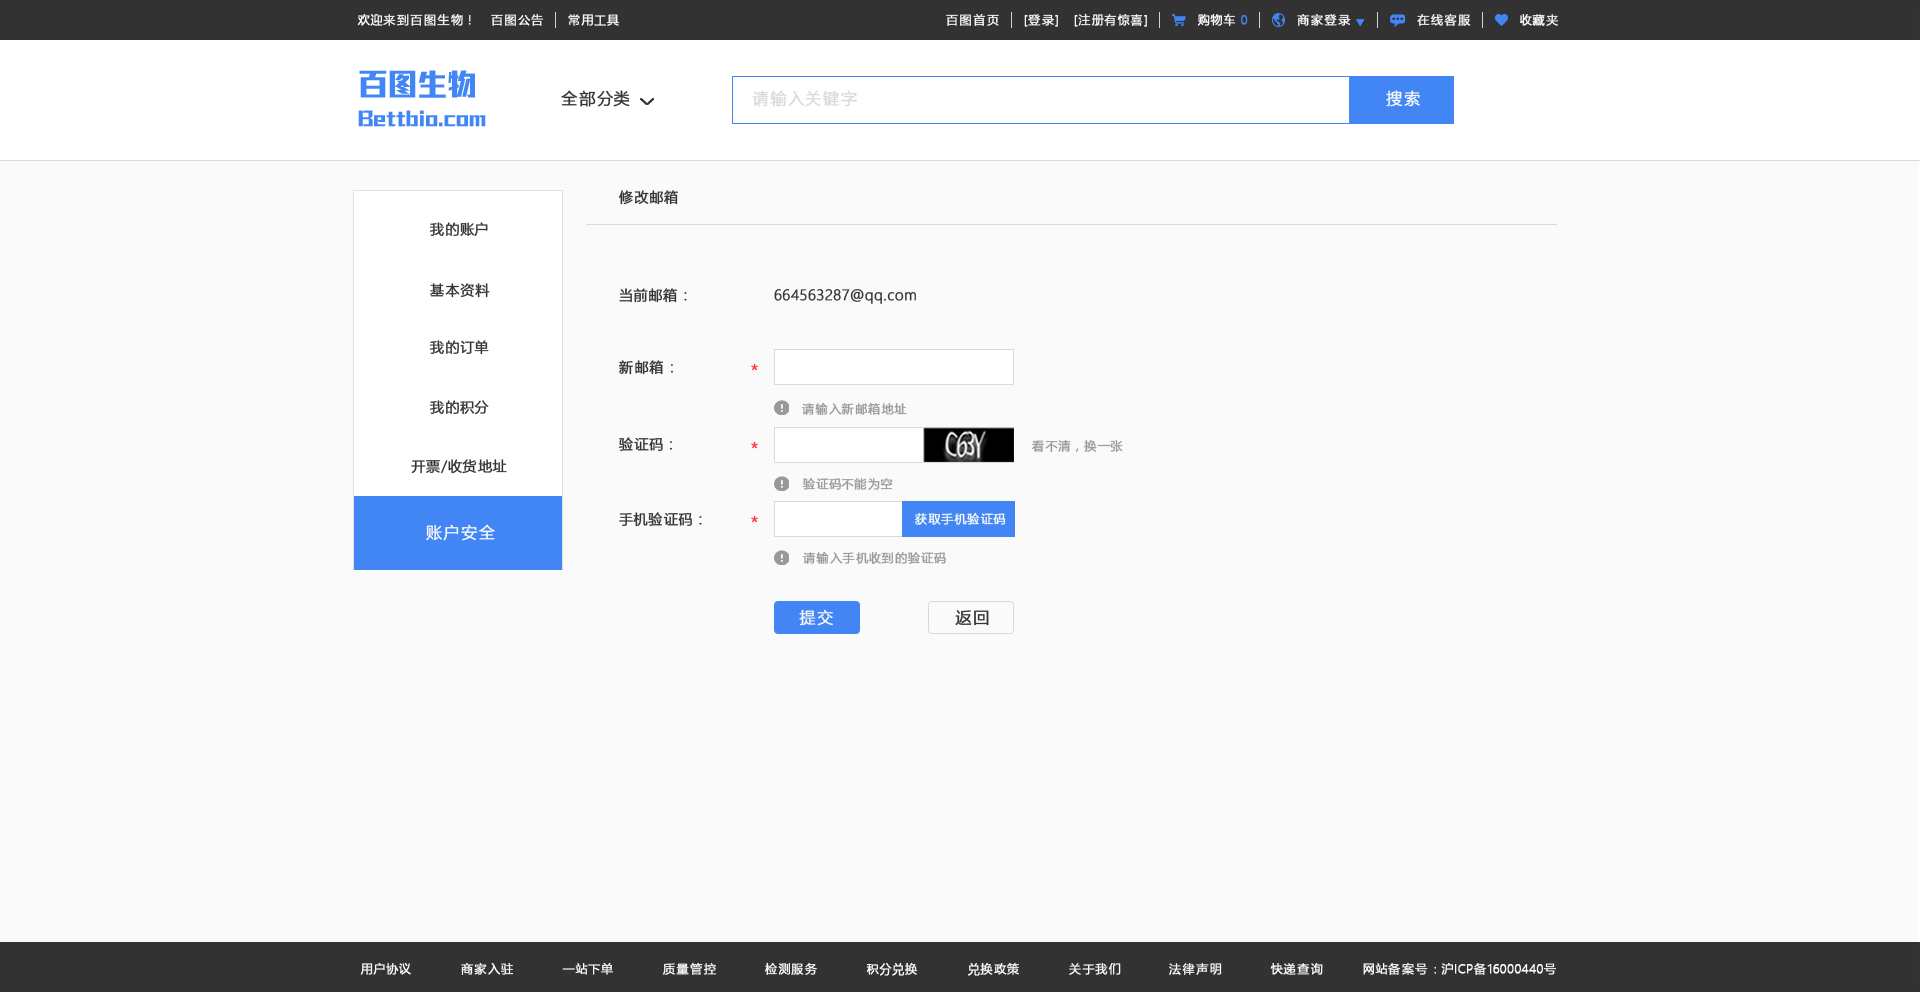 欢迎来到百图生物！ 百图公告 常用工具 百图首页 [登录] [注册有惊喜] 购物车 0 商家登录 在线客服 收藏夹
百图生物
Bettbio.com
全部分类
请输入关键字
搜索
我的账户
基本资料
我的订单
我的积分
开票/收货地址
账户安全
修改邮箱
当前邮箱： 664563287@qq.com
新邮箱： *
请输入新邮箱地址
验证码： * C63Y 看不清，换一张
验证码不能为空
手机验证码： * 获取手机验证码
请输入手机收到的验证码
提交 返回
用户协议 商家入驻 一站下单 质量管控 检测服务 积分兑换 兑换政策 关于我们 法律声明 快递查询 网站备案号：沪ICP备16000440号